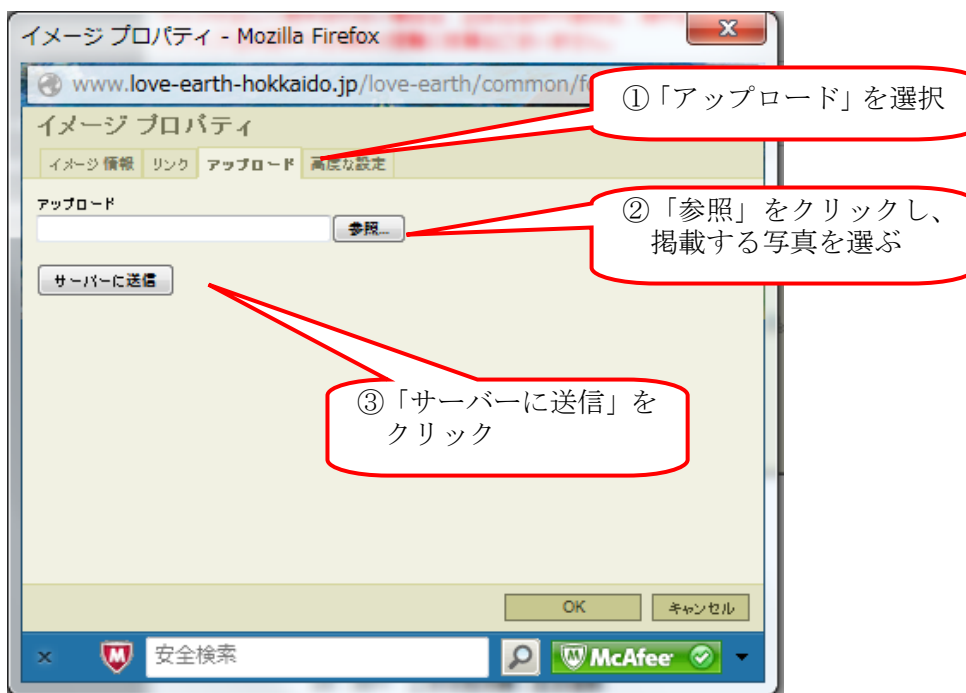 イメージ プロパティ - Mozilla Firefox
www.love-earth-hokkaido.jp/love-earth/common/f
①「アップロード」を選択
イメージ プロパティ
イメージ 情報 リンク アップロード 高度な設定
アップロード
参照...
②「参照」をクリックし、
掲載する写真を選ぶ
サーバーに送信
③「サーバーに送信」を
クリック
OK キャンセル
× 安全検索 McAfee